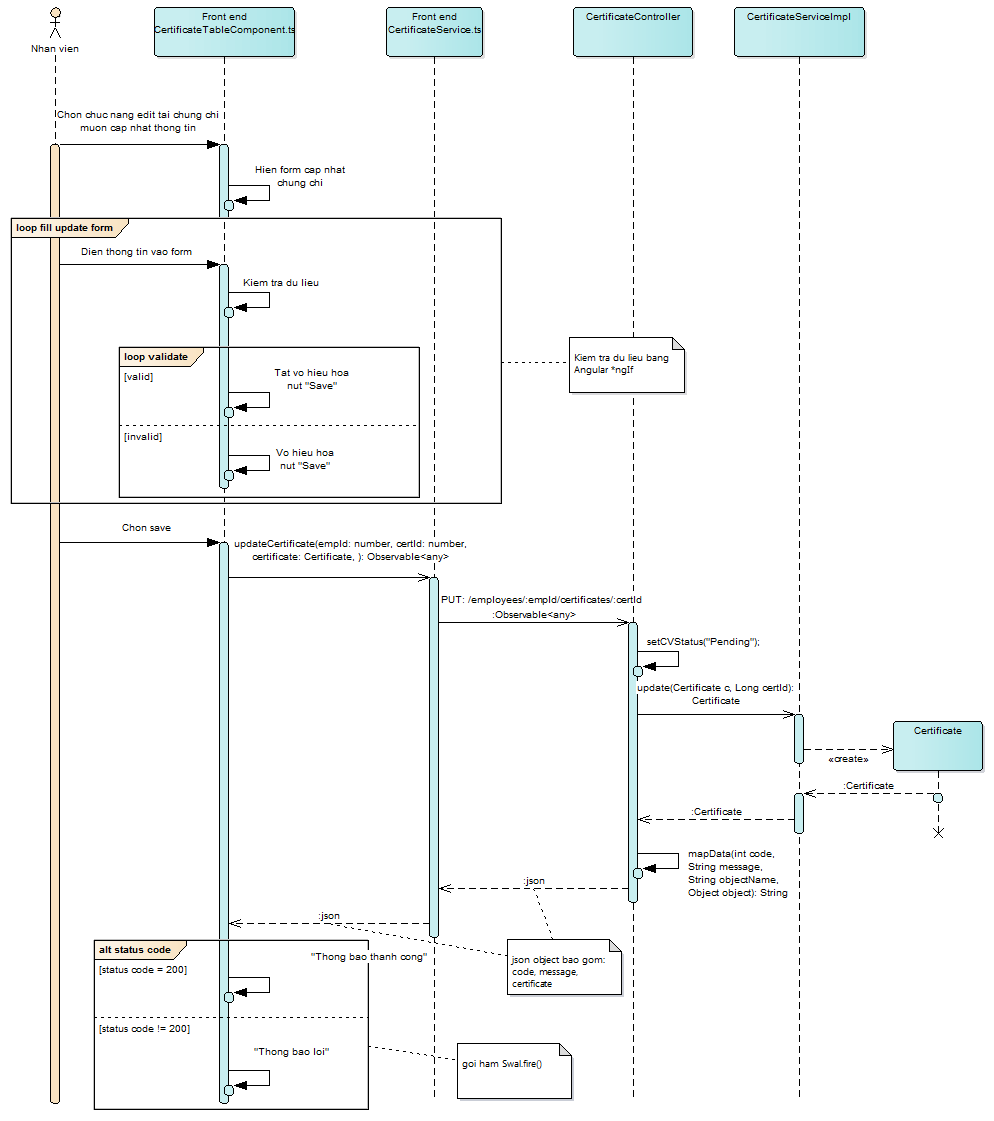 Front end
CertificateTableComponent.ts
Front end
CertificateService.ts
CertificateController
CertificateServiceImpl
Nhan vien
Chon chuc nang edit tai chung chi
muon cap nhat thong tin
Hien form cap nhat
chung chi
loop fill update form
Dien thong tin vao form
Kiem tra du lieu
loop validate
[valid]
Tat vo hieu hoa
nut "Save"
Kiem tra du lieu bang
Angular *ngIf
[invalid]
Vo hieu hoa
nut "Save"
Chon save
updateCertificate(empId: number, certId: number,
certificate: Certificate, ): Observable<any>
PUT: /employees/:empId/certificates/:certId
:Observable<any>
setCVStatus("Pending");
update(Certificate c, Long certId):
Certificate
Certificate
«create»
:Certificate
:Certificate
mapData(int code,
String message,
String objectName,
Object object): String
:json
:json
alt status code
"Thong bao thanh cong"
[status code = 200]
json object bao gom:
code, message,
certificate
[status code != 200]
"Thong bao loi"
goi ham Swal.fire()